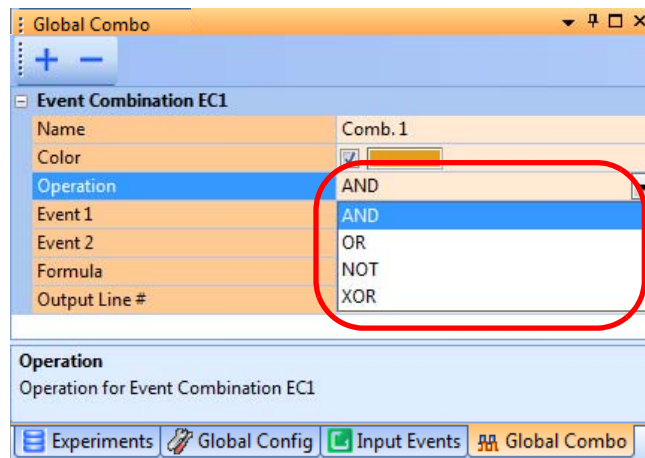 Global Combo
Event Combination EC1
Name Comb. 1
Color
Operation AND
Event 1 AND
Event 2 OR
Formula NOT
Output Line # XOR
Operation
Operation for Event Combination EC1
Experiments Global Config Input Events Global Combo